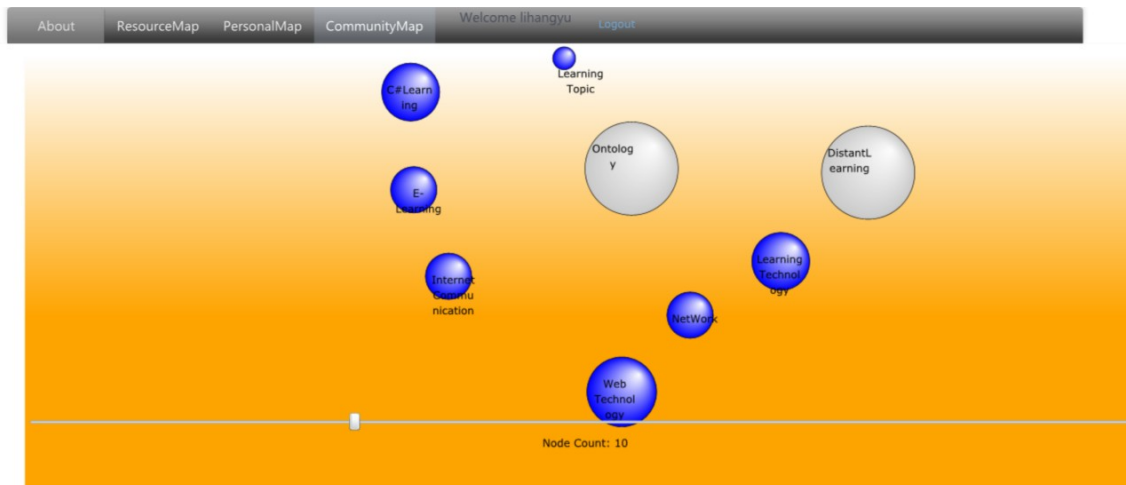 About ResourceMap PersonalMap CommunityMap Welcome lihangyu Logout
Learning
Topic
C#Learn
ing
Ontolog
y
DistantL
earning
E-
Learning
Learning
Technol
ogy
Internet
Commu
nication
NetWork
Web
Technol
ogy
Node Count: 10